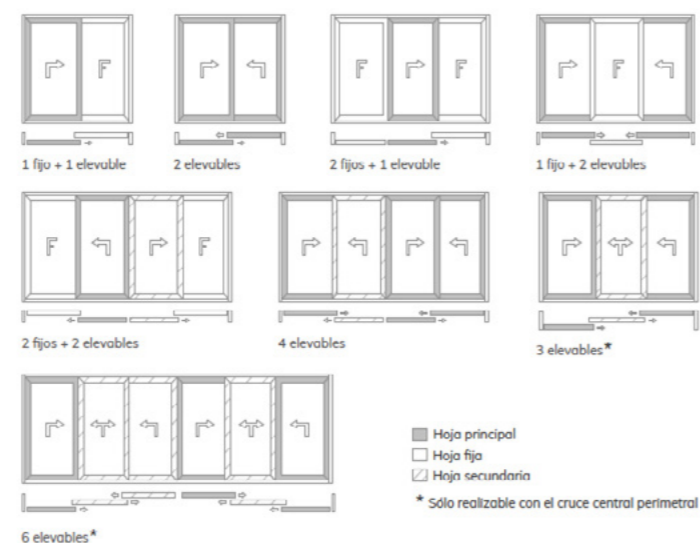 F
1 fijo + 1 elevable
2 elevables
F F
2 fijos + 1 elevable
F
1 fijo + 2 elevables
F F
2 fijos + 2 elevables
4 elevables
3 elevables*
6 elevables*
Hoja principal
Hoja fija
Hoja secundaria
* Sólo realizable con el cruce central perimetral